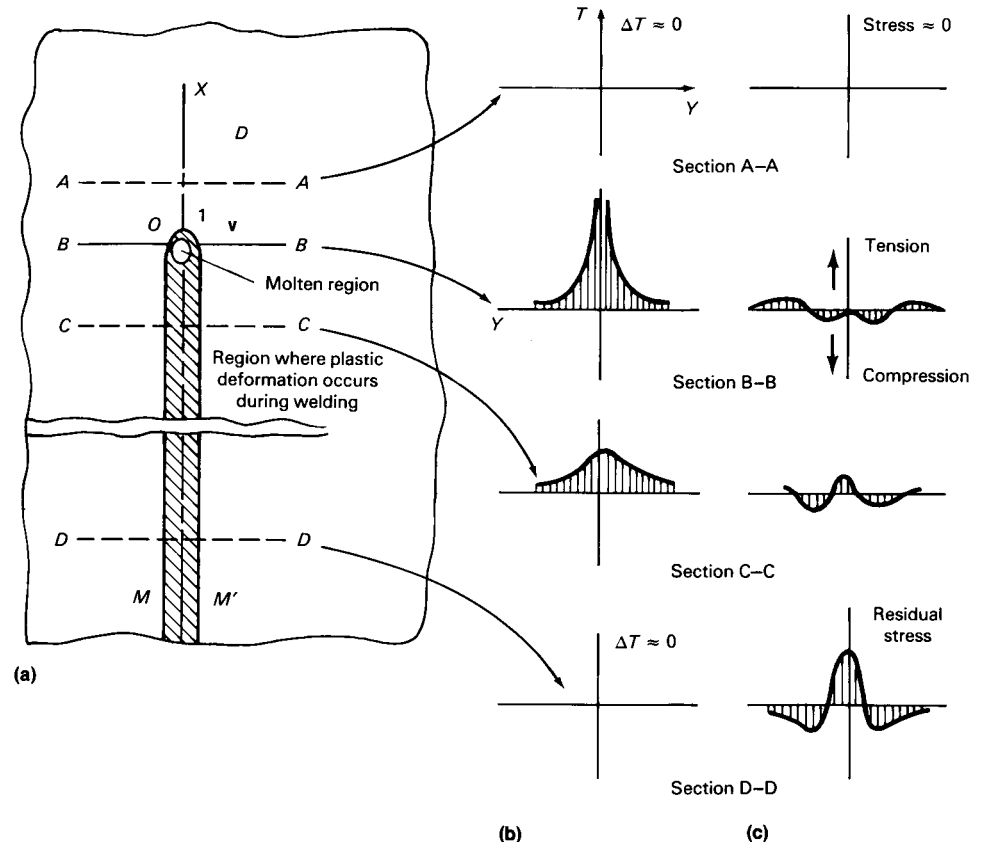 X
D
A
A
O
1
v
B
B
Molten region
C
C
Region where plastic
deformation occurs
during welding
D
D
M
M′
(a)
T
ΔT ≈ 0
Y
Section A–A
Y
Section B–B
Section C–C
ΔT ≈ 0
Section D–D
(b)
Stress ≈ 0
Tension
Compression
Residual
stress
(c)